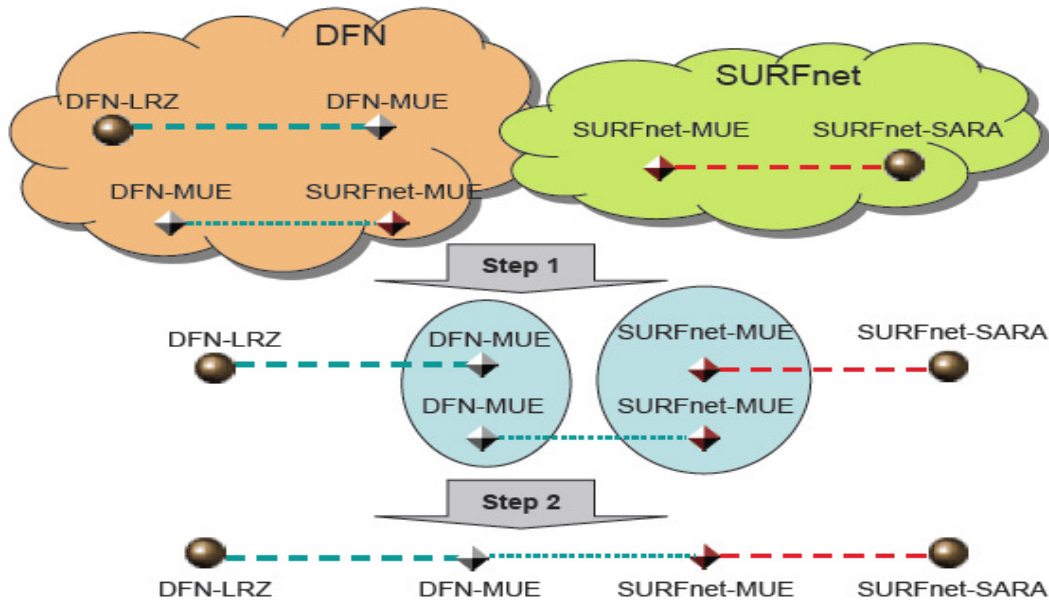 DFN
SURFnet
DFN-LRZ
DFN-MUE
SURFnet-MUE
SURFnet-SARA
DFN-MUE
SURFnet-MUE
Step 1
DFN-LRZ
DFN-MUE
SURFnet-MUE
SURFnet-SARA
DFN-MUE
SURFnet-MUE
Step 2
DFN-LRZ
DFN-MUE
SURFnet-MUE
SURFnet-SARA